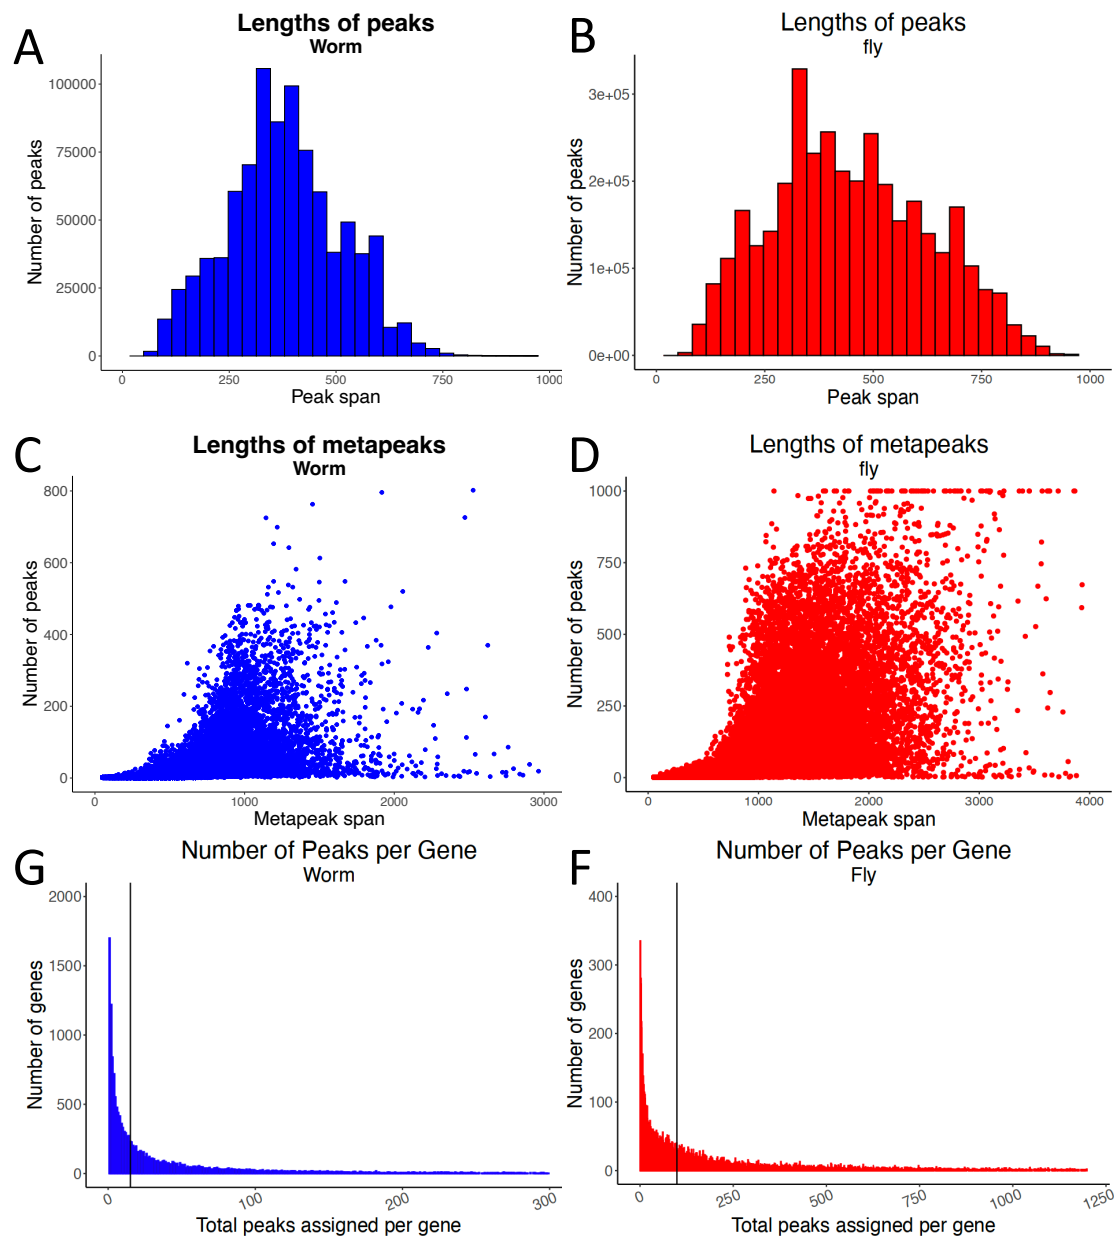 A
Lengths of peaks
Worm
Number of peaks
100000
75000
50000
25000
0
0
250
500
750
1000
Peak span
B
Lengths of peaks
fly
Number of peaks
3e+05
2e+05
1e+05
0e+00
0
250
500
750
1000
Peak span
C
Lengths of metapeaks
Worm
Number of peaks
800
600
400
200
0
0
1000
2000
3000
Metapeak span
D
Lengths of metapeaks
fly
Number of peaks
1000
750
500
250
0
0
1000
2000
3000
4000
Metapeak span
G
Number of Peaks per Gene
Worm
Number of genes
2000
1500
1000
500
0
0
100
200
300
Total peaks assigned per gene
F
Number of Peaks per Gene
Fly
Number of genes
400
300
200
100
0
0
250
500
750
1000
1250
Total peaks assigned per gene